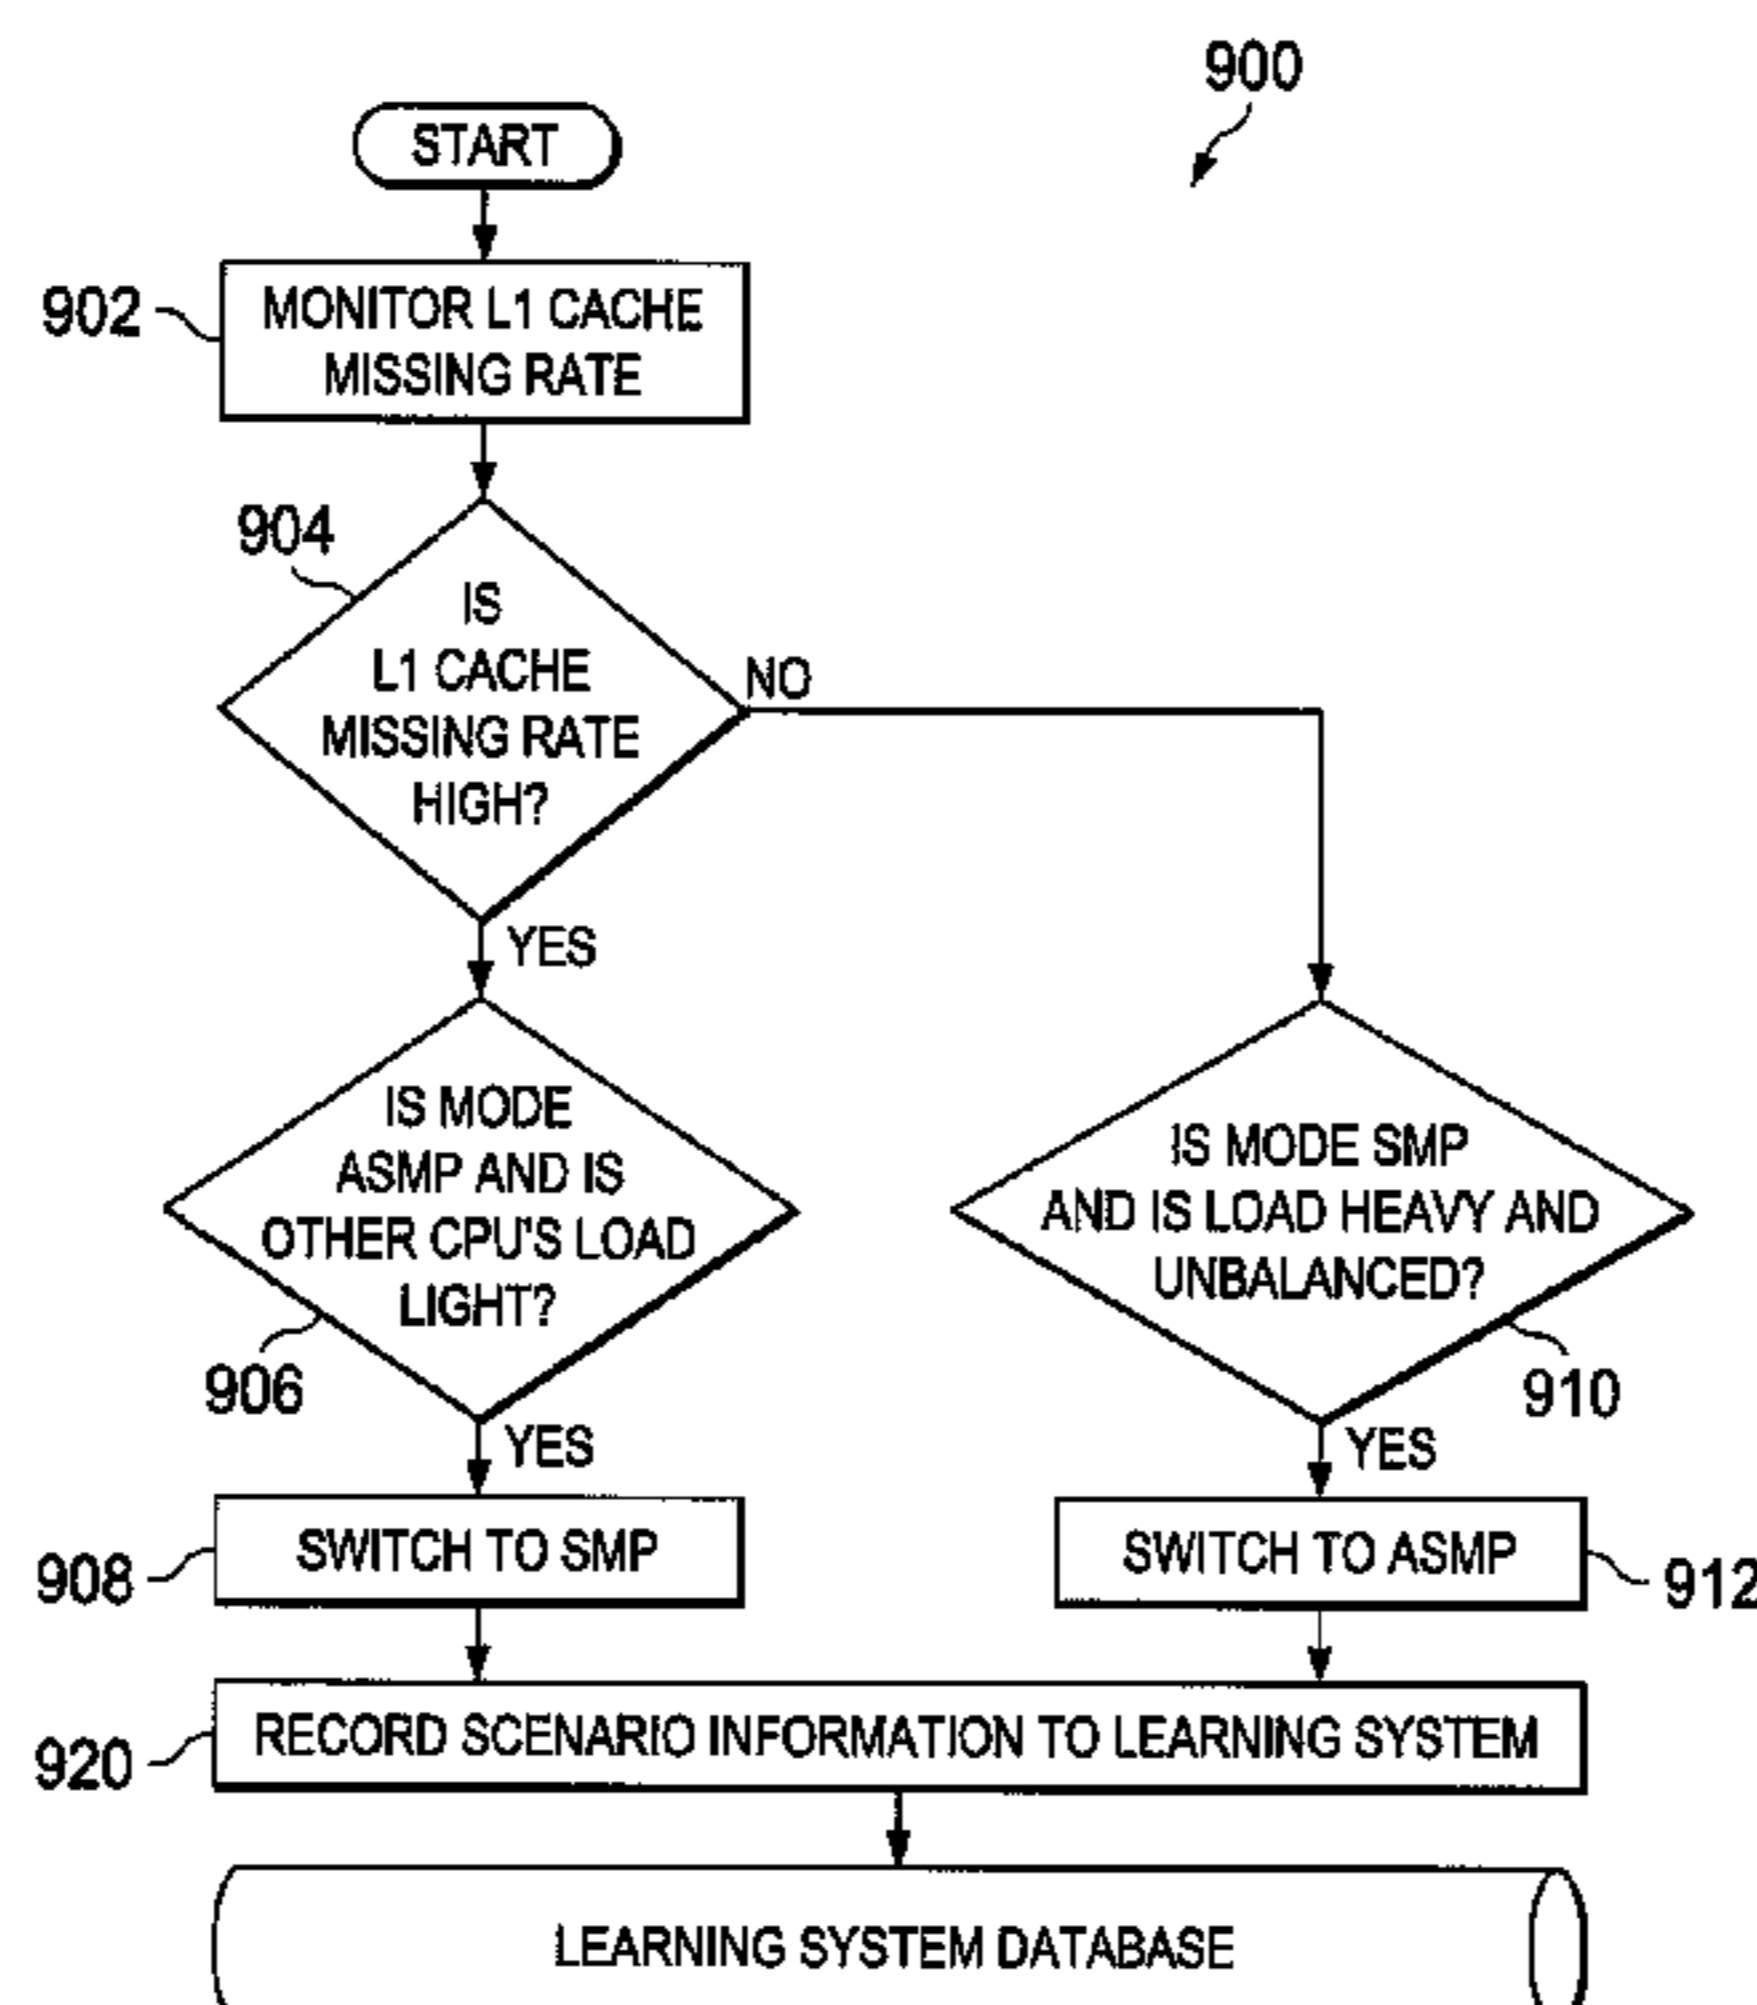 900
START
902
MONITOR L1 CACHE
MISSING RATE
904
IS
L1 CACHE
MISSING RATE
HIGH?
NO
YES
IS MODE
ASMP AND IS
OTHER CPU'S LOAD
LIGHT?
906
YES
IS MODE SMP
AND IS LOAD HEAVY AND
UNBALANCED?
910
YES
908
SWITCH TO SMP
SWITCH TO ASMP
912
920
RECORD SCENARIO INFORMATION TO LEARNING SYSTEM
LEARNING SYSTEM DATABASE